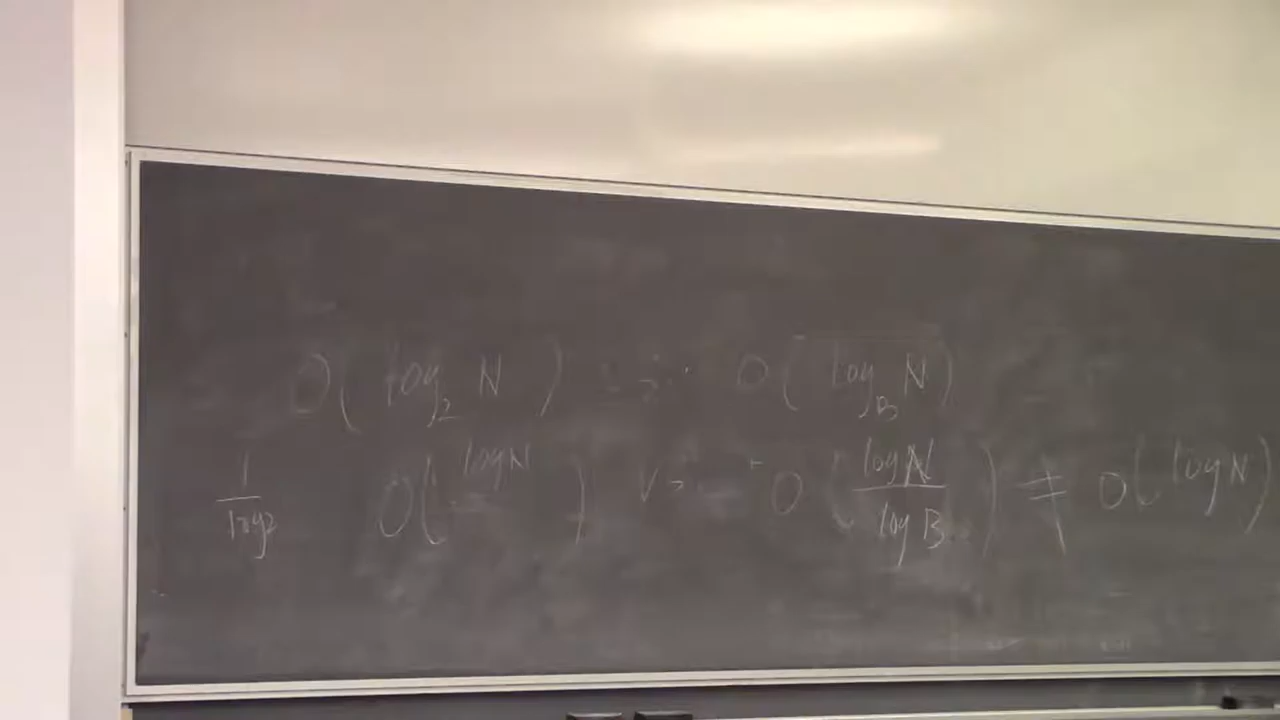 O( log₂ N ) vs. O( log_B N )
1/log2 O( log N ) vs O( log N / log B ) ≠ O( log N )